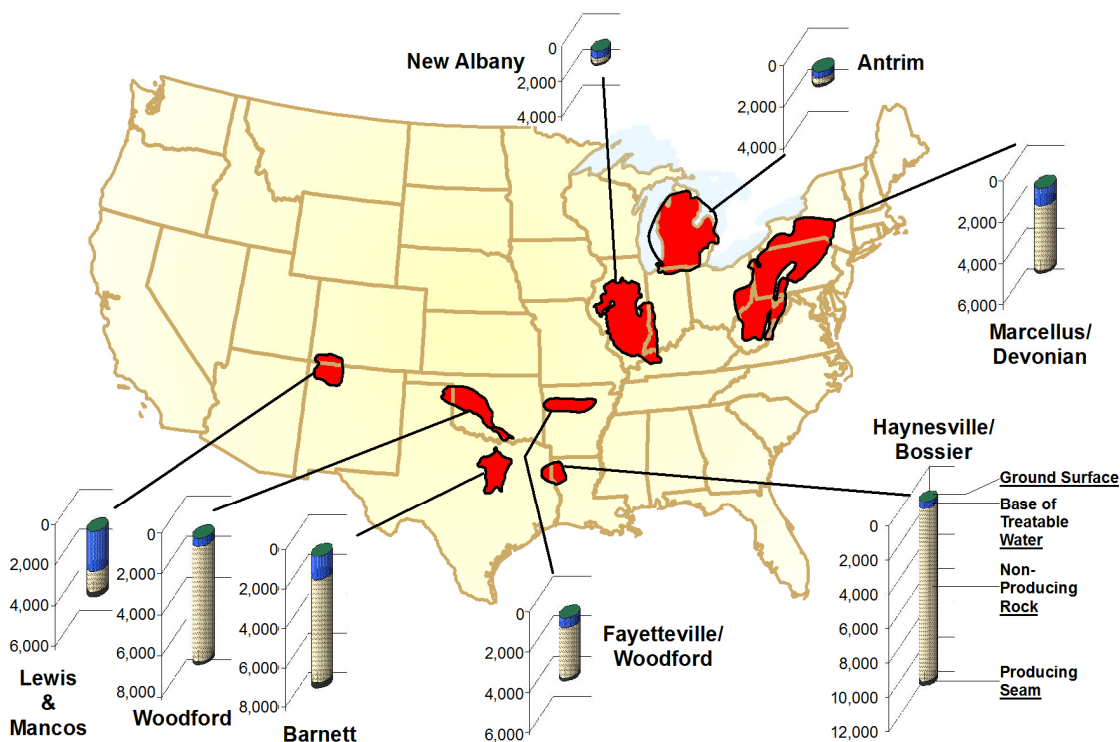 New Albany
0
2,000
4,000
Antrim
0
2,000
4,000
0
2,000
4,000
6,000
Marcellus/
Devonian
Haynesville/
Bossier
Ground Surface
Base of
Treatable
Water
Non-
Producing
Rock
Producing
Seam
0
2,000
4,000
6,000
8,000
10,000
12,000
0
2,000
4,000
6,000
Lewis
&
Mancos
0
2,000
4,000
6,000
8,000
Woodford
0
2,000
4,000
6,000
8,000
Barnett
0
2,000
4,000
6,000
Fayetteville/
Woodford